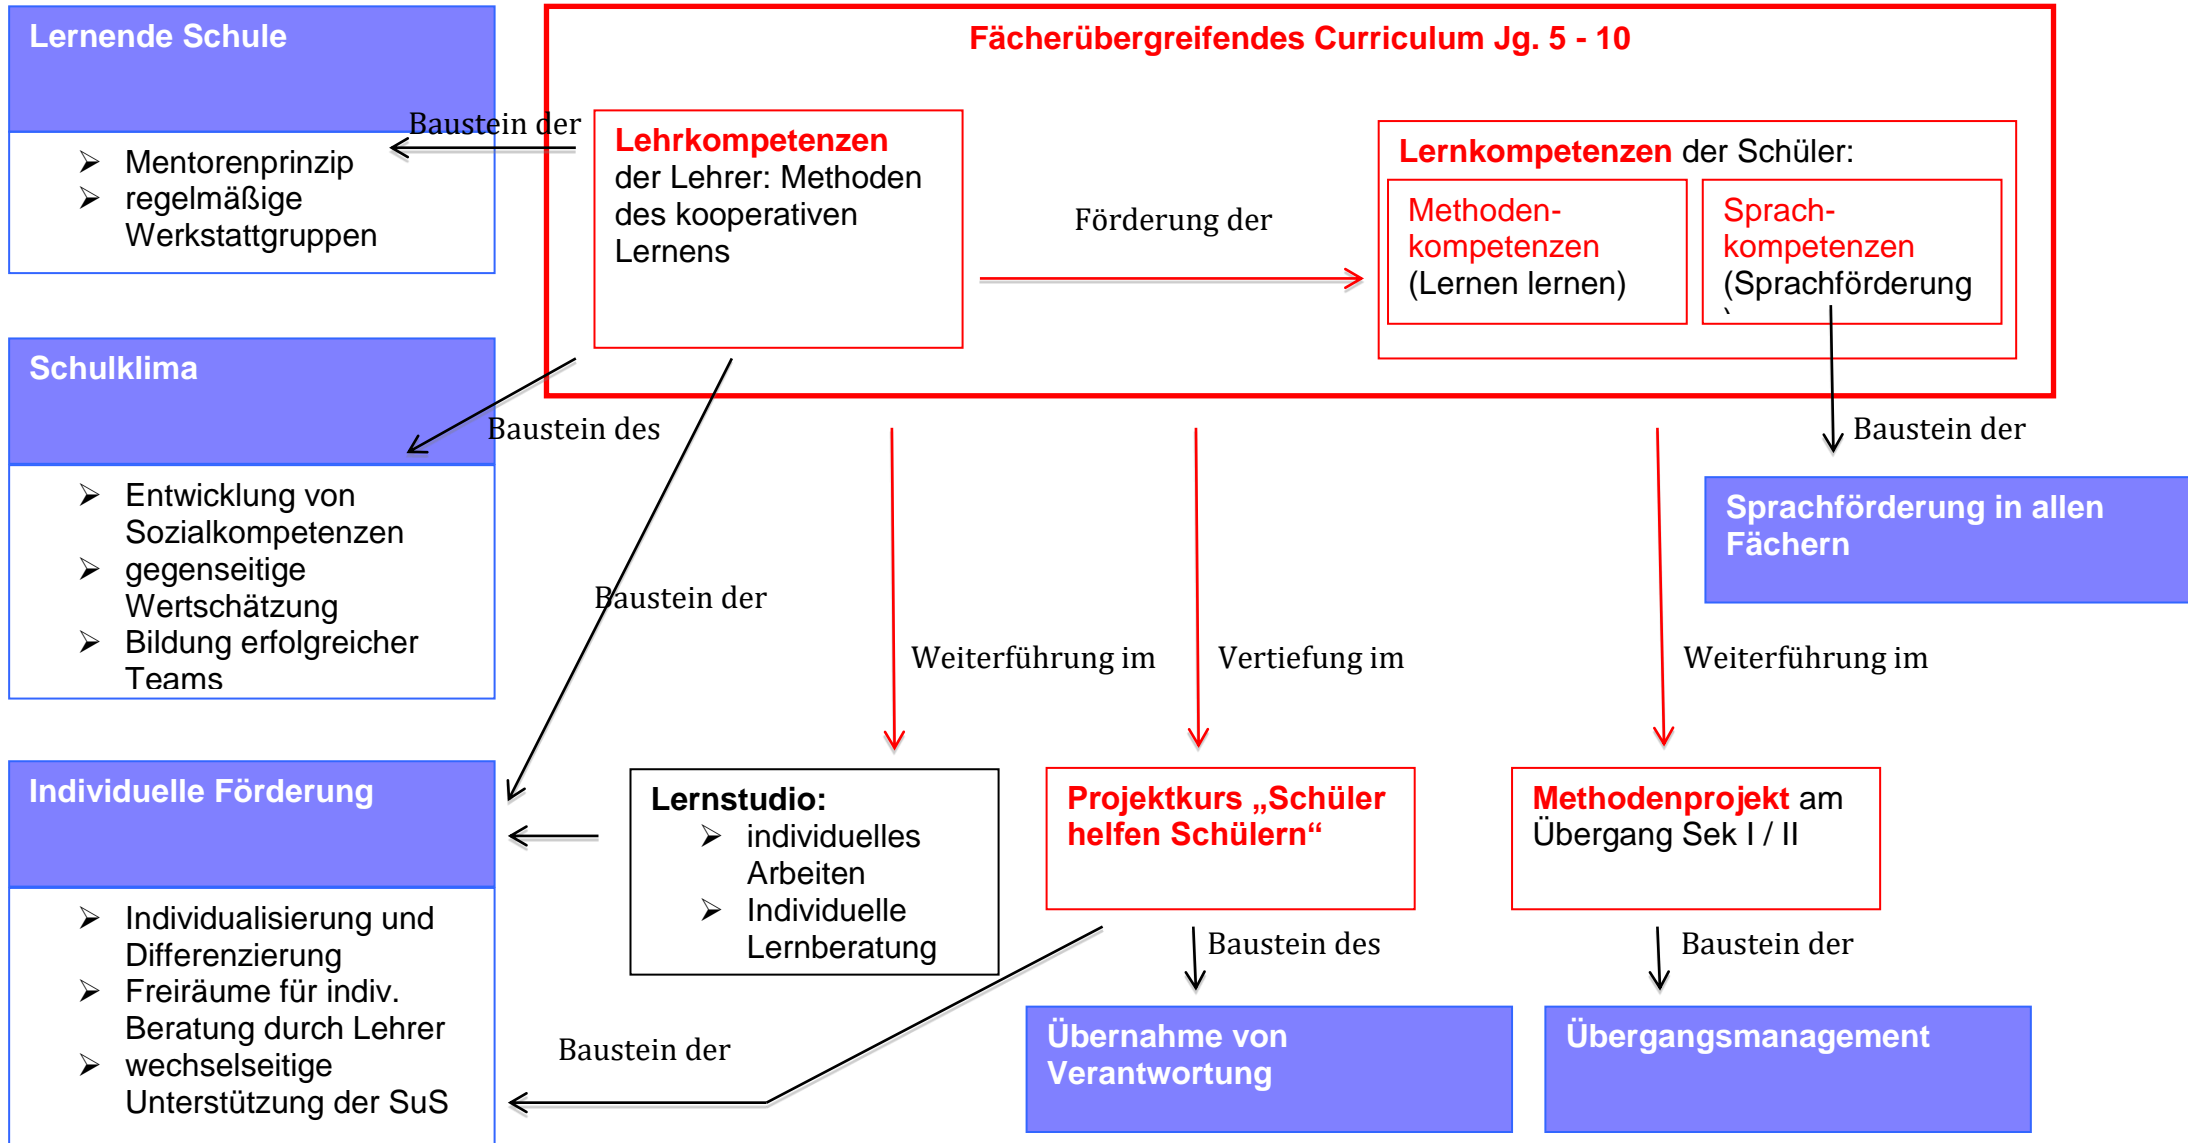 Lernende Schule
➢ Mentorenprinzip
➢ regelmäßige
Werkstattgruppen
Baustein der
Fächerübergreifendes Curriculum Jg. 5 - 10
Lehrkompetenzen
der Lehrer: Methoden
des kooperativen
Lernens
Förderung der
Lernkompetenzen der Schüler:
Methoden-
kompetenzen
(Lernen lernen)
Sprach-
kompetenzen
(Sprachförderung
)
Schulklima
➢ Entwicklung von
Sozialkompetenzen
➢ gegenseitige
Wertschätzung
➢ Bildung erfolgreicher
Teams
Baustein des
Baustein der
Baustein der
Sprachförderung in allen
Fächern
Weiterführung im
Vertiefung im
Weiterführung im
Individuelle Förderung
➢ Individualisierung und
Differenzierung
➢ Freiräume für indiv.
Beratung durch Lehrer
➢ wechselseitige
Unterstützung der SuS
Lernstudio:
➢ individuelles
Arbeiten
➢ Individuelle
Lernberatung
Projektkurs „Schüler
helfen Schülern“
Methodenprojekt am
Übergang Sek I / II
Baustein der
Baustein des
Baustein der
Übernahme von
Verantwortung
Übergangsmanagement